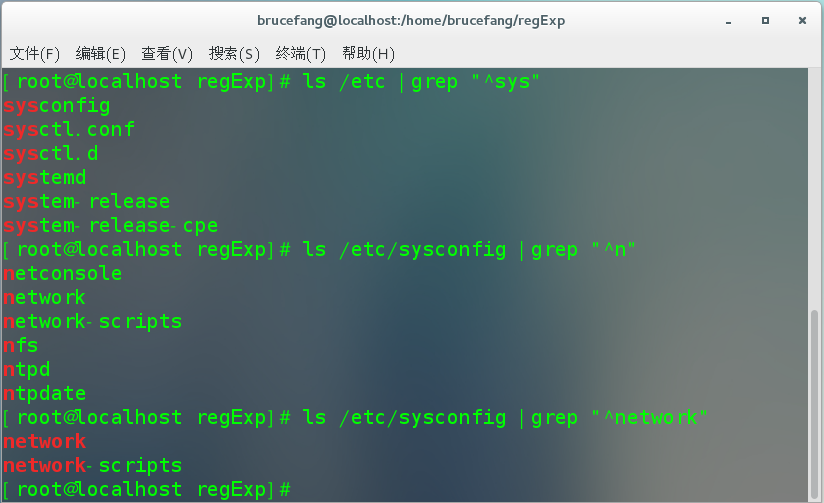 brucefang@localhost:/home/brucefang/regExp
文件(F) 编辑(E) 查看(V) 搜索(S) 终端(T) 帮助(H)
[root@localhost regExp]# ls /etc |grep "^sys"
sysconfig
sysctl.conf
sysctl.d
systemd
system-release
system-release-cpe
[root@localhost regExp]# ls /etc/sysconfig |grep "^n"
netconsole
network
network-scripts
nfs
ntpd
ntpdate
[root@localhost regExp]# ls /etc/sysconfig |grep "^network"
network
network-scripts
[root@localhost regExp]#